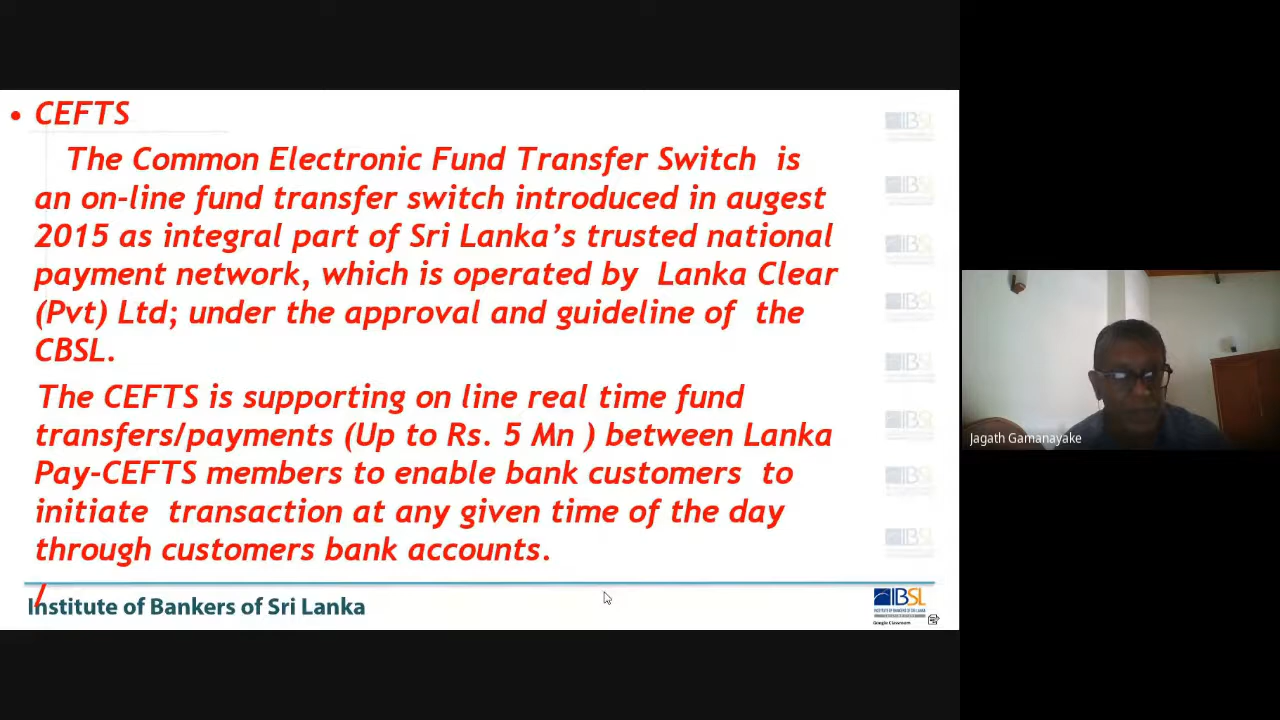 • CEFTS
The Common Electronic Fund Transfer Switch is
an on-line fund transfer switch introduced in augest
2015 as integral part of Sri Lanka's trusted national
payment network, which is operated by Lanka Clear
(Pvt) Ltd; under the approval and guideline of the
CBSL.
The CEFTS is supporting on line real time fund
transfers/payments (Up to Rs. 5 Mn ) between Lanka
Pay-CEFTS members to enable bank customers to
initiate transaction at any given time of the day
through customers bank accounts.
/
Institute of Bankers of Sri Lanka
IBSL
Google Classroom
Jagath Gamanayake